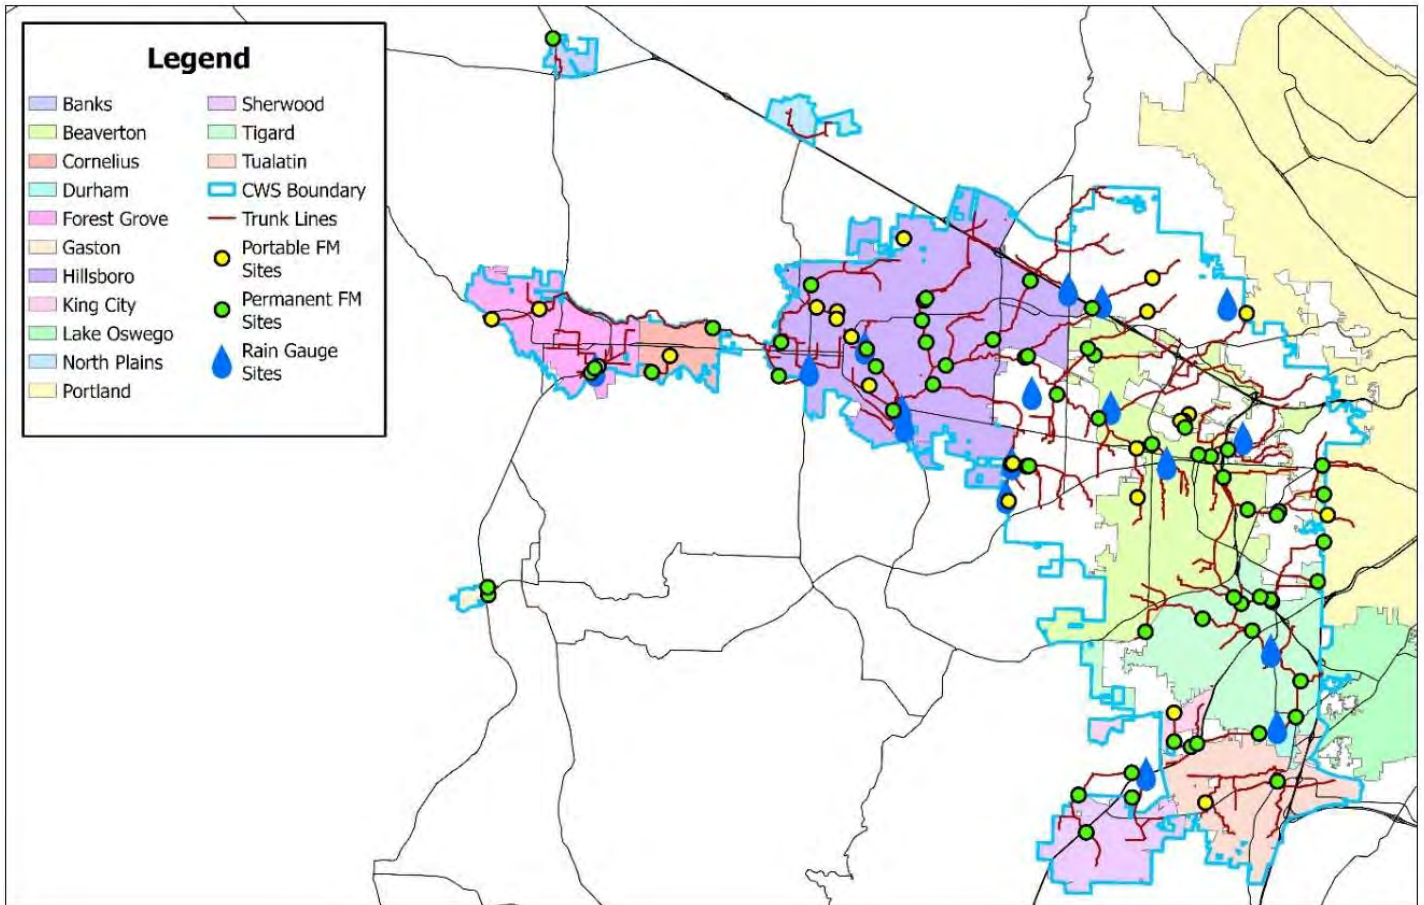 Legend
Banks
Beaverton
Cornelius
Durham
Forest Grove
Gaston
Hillsboro
King City
Lake Oswego
North Plains
Portland
Sherwood
Tigard
Tualatin
CWS Boundary
Trunk Lines
Portable FM
Sites
Permanent FM
Sites
Rain Gauge
Sites